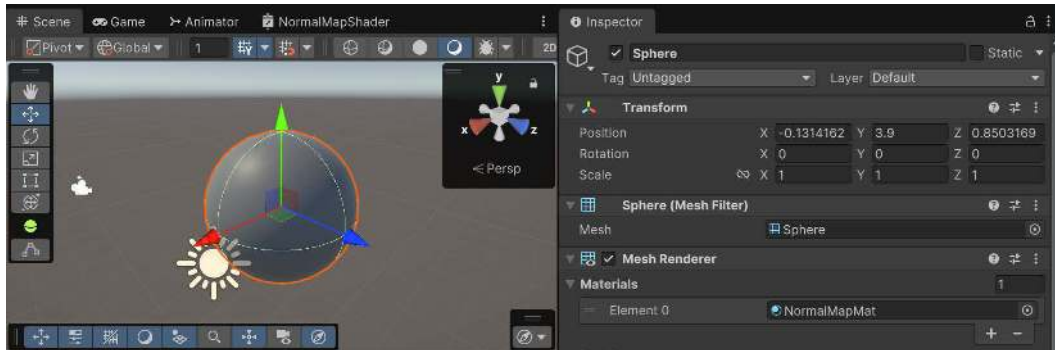 Scene Game Animator NormalMapShader
Pivot Global 1 2D
y
x z
Persp
Inspector
Sphere Static
Tag Untagged Layer Default
Transform
Position X -0.1314162 Y 3.9 Z 0.8503169
Rotation X 0 Y 0 Z 0
Scale X 1 Y 1 Z 1
Sphere (Mesh Filter)
Mesh Sphere
Mesh Renderer
Materials 1
Element 0 NormalMapMat
+ -